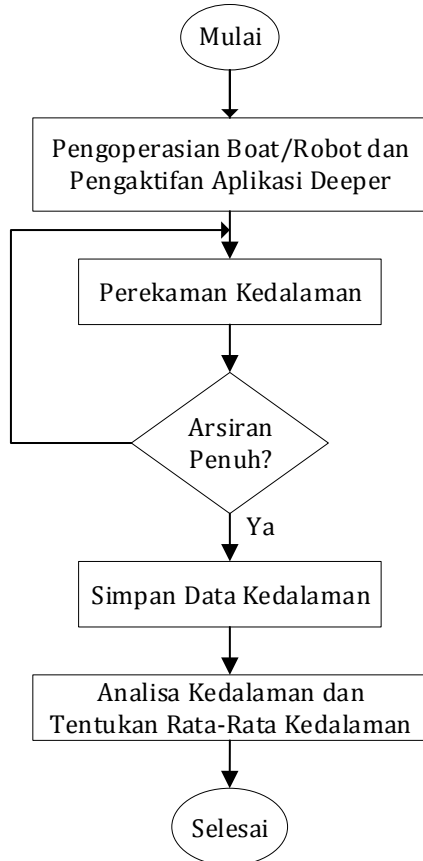 Mulai
Pengoperasian Boat/Robot dan
Pengaktifan Aplikasi Deeper
Perekaman Kedalaman
Arsiran
Penuh?
Ya
Simpan Data Kedalaman
Analisa Kedalaman dan
Tentukan Rata-Rata Kedalaman
Selesai